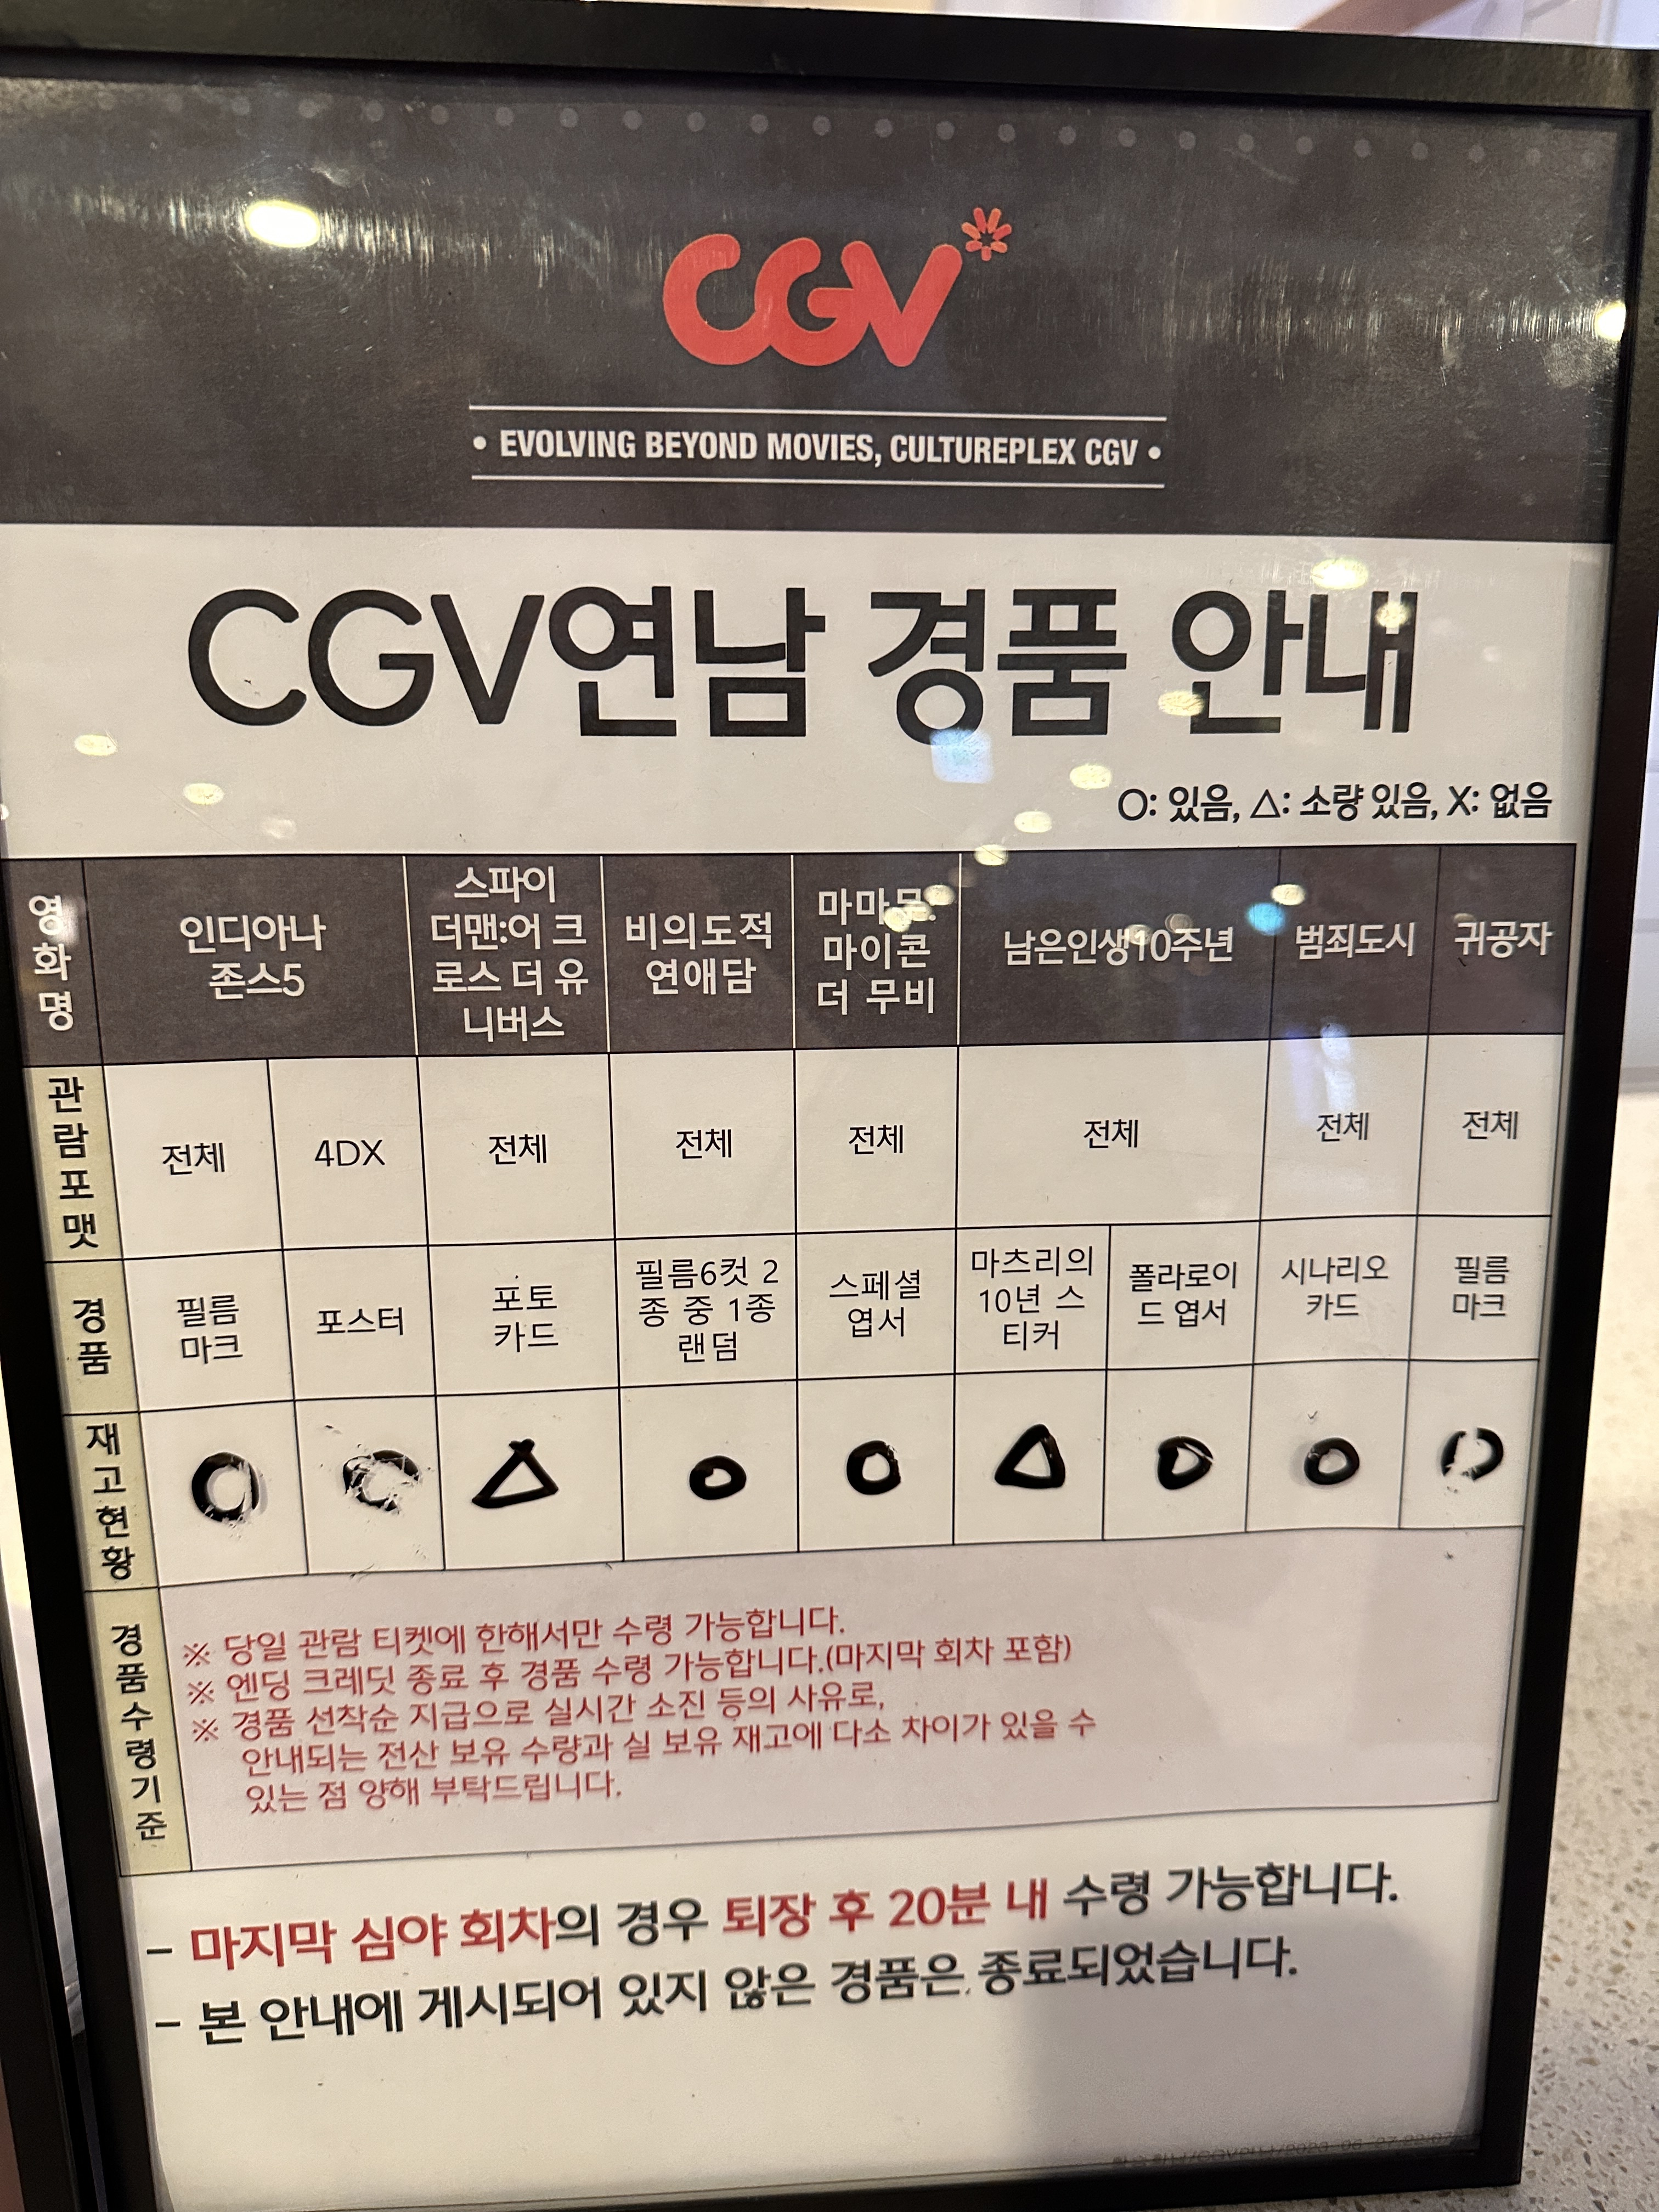 CGV
• EVOLVING BEYOND MOVIES, CULTUREPLEX CGV •
CGV연남 경품 안내
O: 있음, △: 소량 있음, X: 없음
영화명
인디아나
존스5
스파이
더맨:어 크
로스 더 유
니버스
비의도적
연애담
마마무:
마이콘
더 무비
남은인생10주년
범죄도시
귀공자
관람포맷
전체
4DX
전체
전체
전체
전체
전체
전체
경품
필름
마크
포스터
포토
카드
필름6컷 2
종 중 1종
랜덤
스페셜
엽서
마츠리의
10년 스
티커
폴라로이
드 엽서
시나리오
카드
필름
마크
재고현황
O
O
△
O
O
△
O
O
O
경품수령기준
※ 당일 관람 티켓에 한해서만 수령 가능합니다.
※ 엔딩 크레딧 종료 후 경품 수령 가능합니다.(마지막 회차 포함)
※ 경품 선착순 지급으로 실시간 소진 등의 사유로,
안내되는 전산 보유 수량과 실 보유 재고에 다소 차이가 있을 수
있는 점 양해 부탁드립니다.
– 마지막 심야 회차의 경우 퇴장 후 20분 내 수령 가능합니다.
– 본 안내에 게시되어 있지 않은 경품은 종료되었습니다.